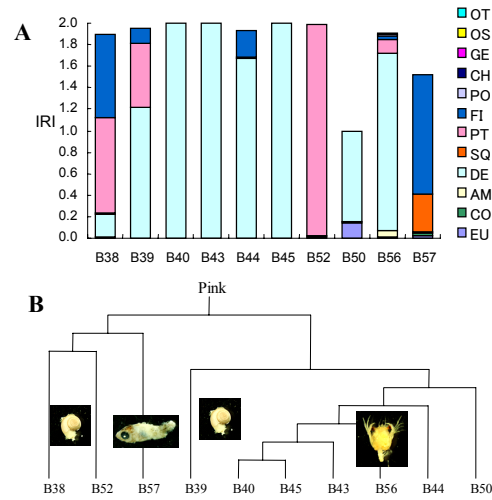 A
IRI
2.0
1.8
1.6
1.4
1.2
1.0
0.8
0.6
0.4
0.2
0.0
B38 B39 B40 B43 B44 B45 B52 B50 B56 B57
OT
OS
GE
CH
PO
FI
PT
SQ
DE
AM
CO
EU
B
Pink
B38 B52 B57 B39 B40 B45 B43 B56 B44 B50